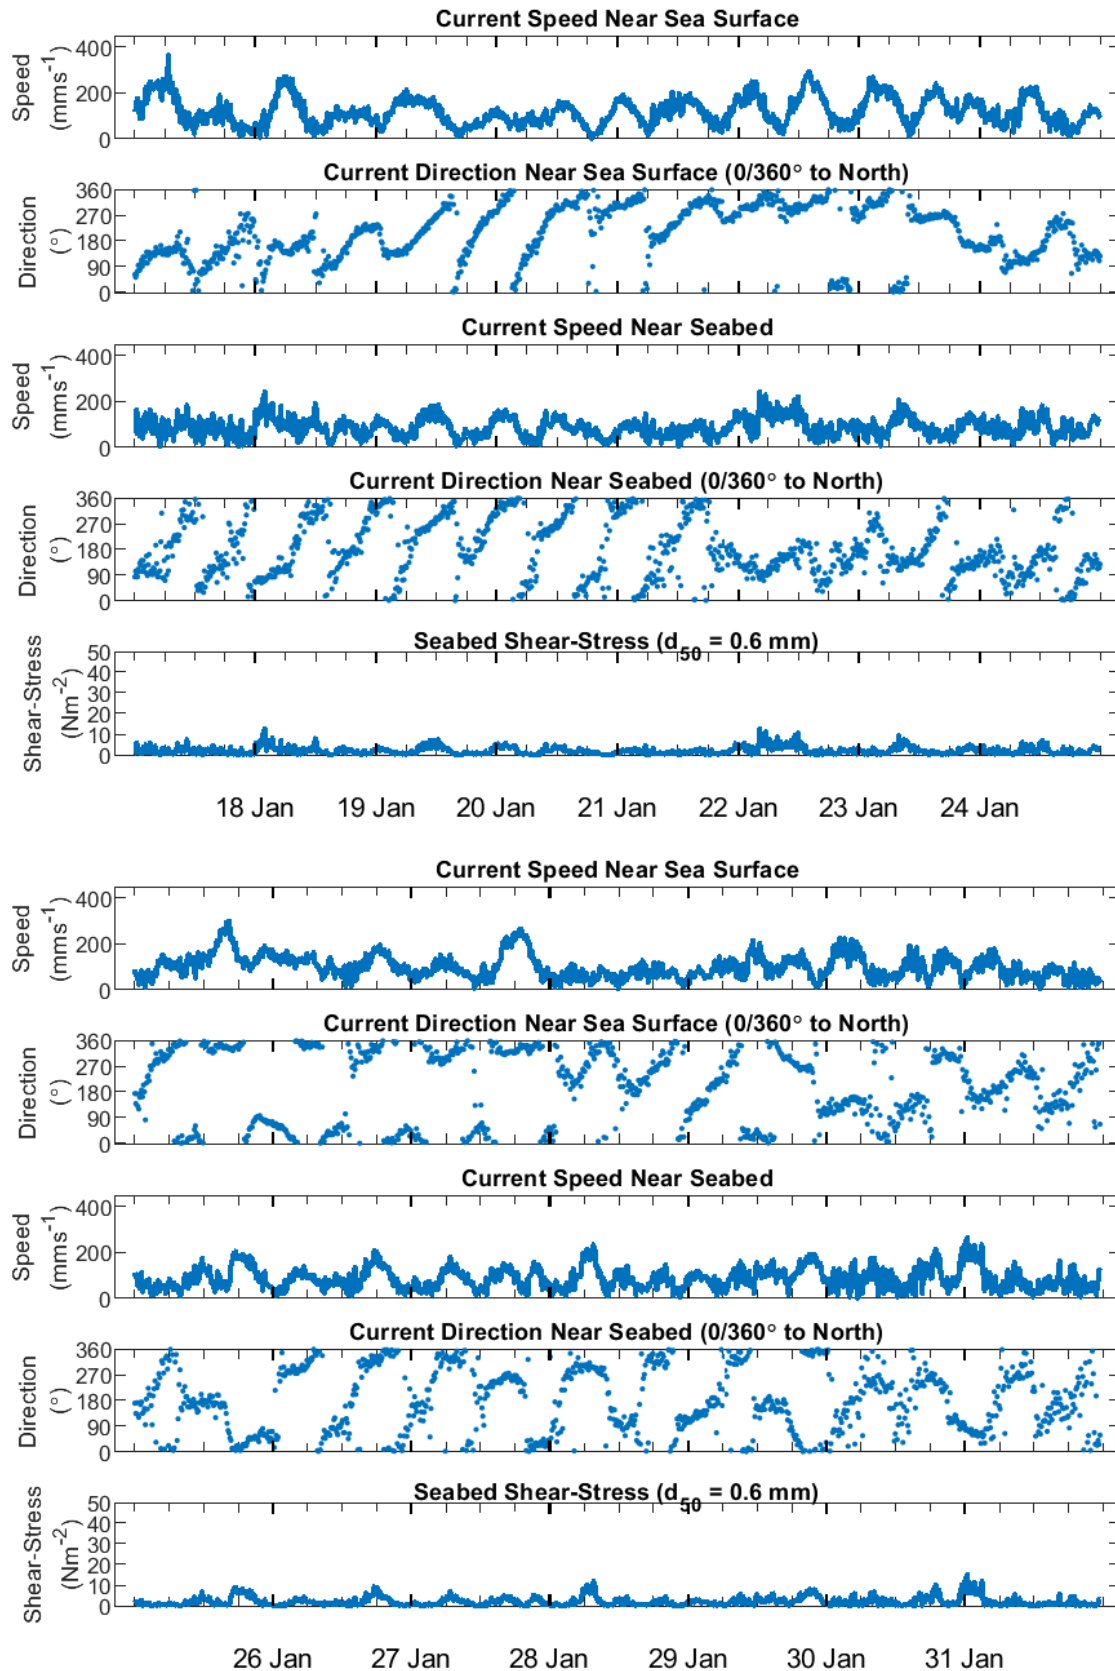 Current Speed Near Sea Surface
Speed
(mms⁻¹)
400
200
0
Current Direction Near Sea Surface (0/360° to North)
Direction
(°)
360
270
180
90
0
Current Speed Near Seabed
Speed
(mms⁻¹)
400
200
0
Current Direction Near Seabed (0/360° to North)
Direction
(°)
360
270
180
90
0
Seabed Shear-Stress (d₅₀ = 0.6 mm)
Shear-Stress
(Nm⁻²)
50
40
30
20
10
0
18 Jan 19 Jan 20 Jan 21 Jan 22 Jan 23 Jan 24 Jan
Current Speed Near Sea Surface
Speed
(mms⁻¹)
400
200
0
Current Direction Near Sea Surface (0/360° to North)
Direction
(°)
360
270
180
90
0
Current Speed Near Seabed
Speed
(mms⁻¹)
400
200
0
Current Direction Near Seabed (0/360° to North)
Direction
(°)
360
270
180
90
0
Seabed Shear-Stress (d₅₀ = 0.6 mm)
Shear-Stress
(Nm⁻²)
50
40
30
20
10
0
26 Jan 27 Jan 28 Jan 29 Jan 30 Jan 31 Jan